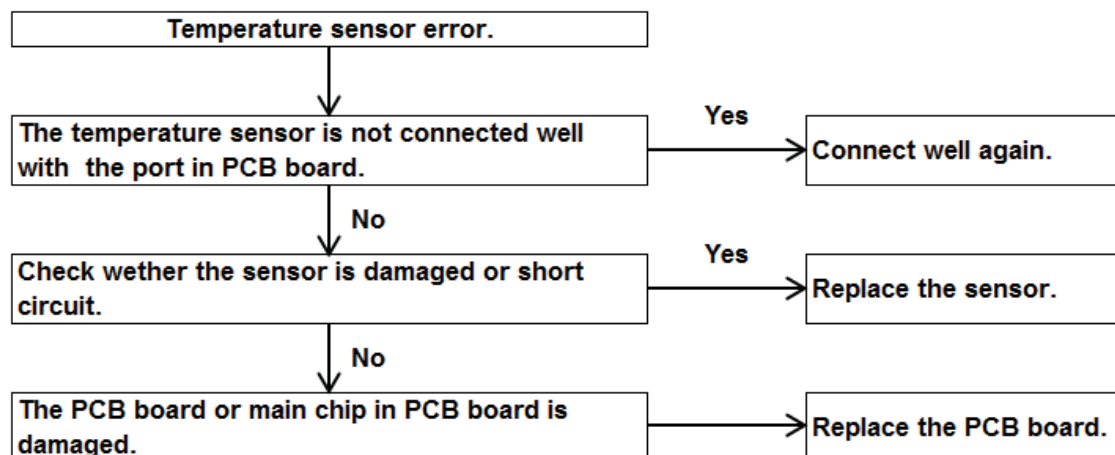 Temperature sensor error.
The temperature sensor is not connected well
with the port in PCB board.
Yes
Connect well again.
No
Check wether the sensor is damaged or short
circuit.
Yes
Replace the sensor.
No
The PCB board or main chip in PCB board is
damaged.
Replace the PCB board.